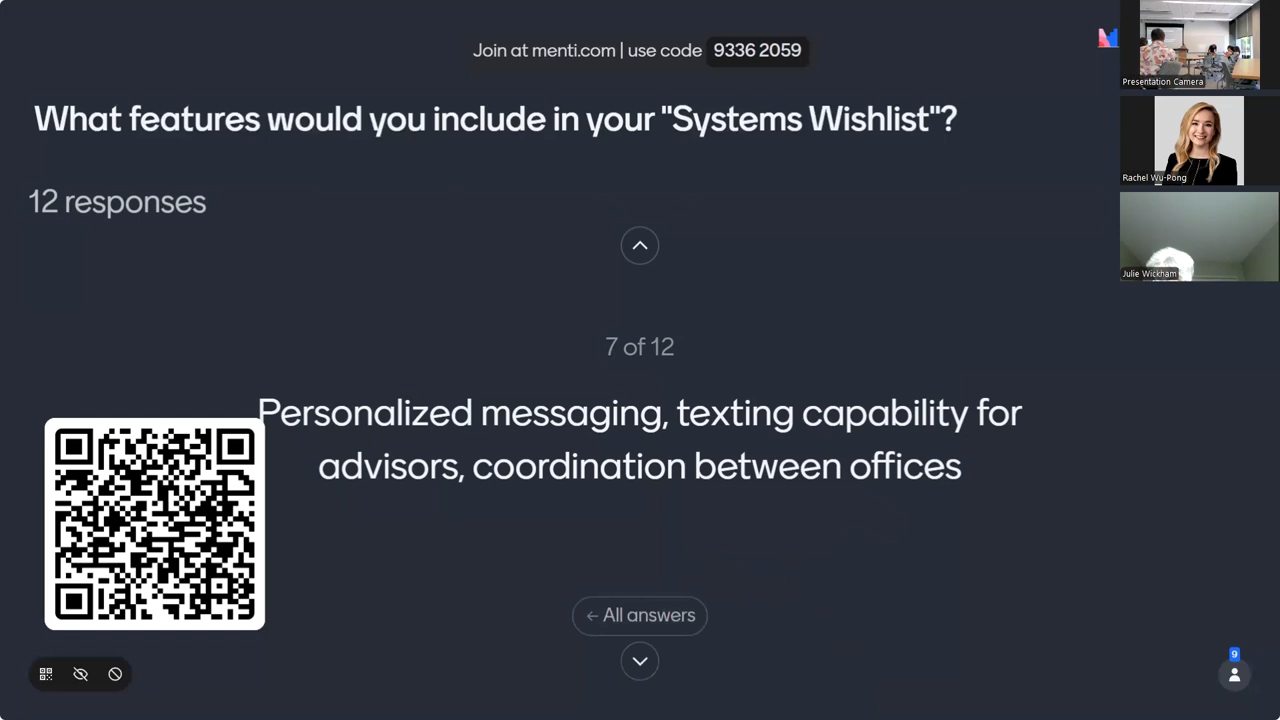 Join at menti.com | use code 9336 2059
Presentation Camera
What features would you include in your "Systems Wishlist"?
Rachel Wu-Pong
12 responses
Julie Wickham
7 of 12
Personalized messaging, texting capability for
advisors, coordination between offices
← All answers
9